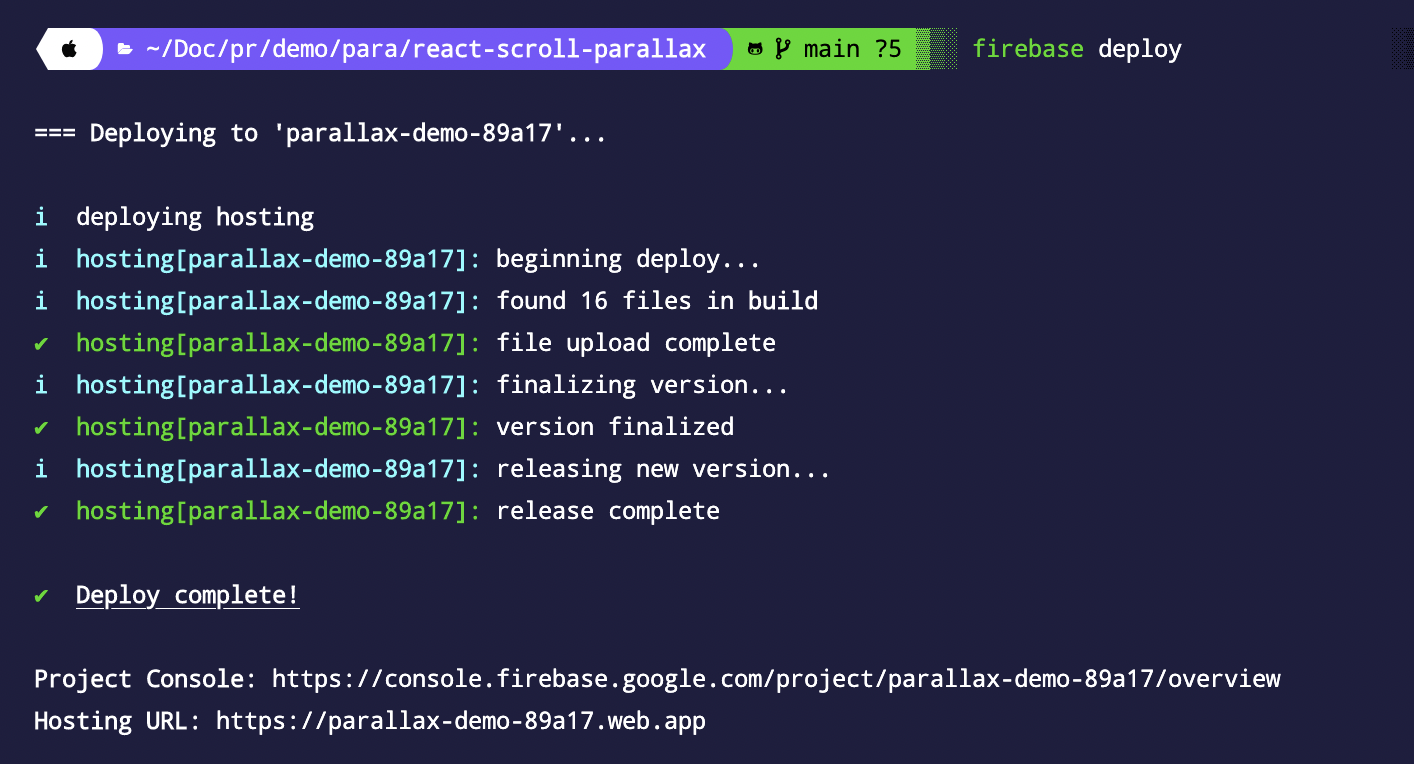 ~/Doc/pr/demo/para/react-scroll-parallax main ?5 firebase deploy
=== Deploying to 'parallax-demo-89a17'...
i deploying hosting
i hosting[parallax-demo-89a17]: beginning deploy...
i hosting[parallax-demo-89a17]: found 16 files in build
✔ hosting[parallax-demo-89a17]: file upload complete
i hosting[parallax-demo-89a17]: finalizing version...
✔ hosting[parallax-demo-89a17]: version finalized
i hosting[parallax-demo-89a17]: releasing new version...
✔ hosting[parallax-demo-89a17]: release complete
✔ Deploy complete!
Project Console: https://console.firebase.google.com/project/parallax-demo-89a17/overview
Hosting URL: https://parallax-demo-89a17.web.app